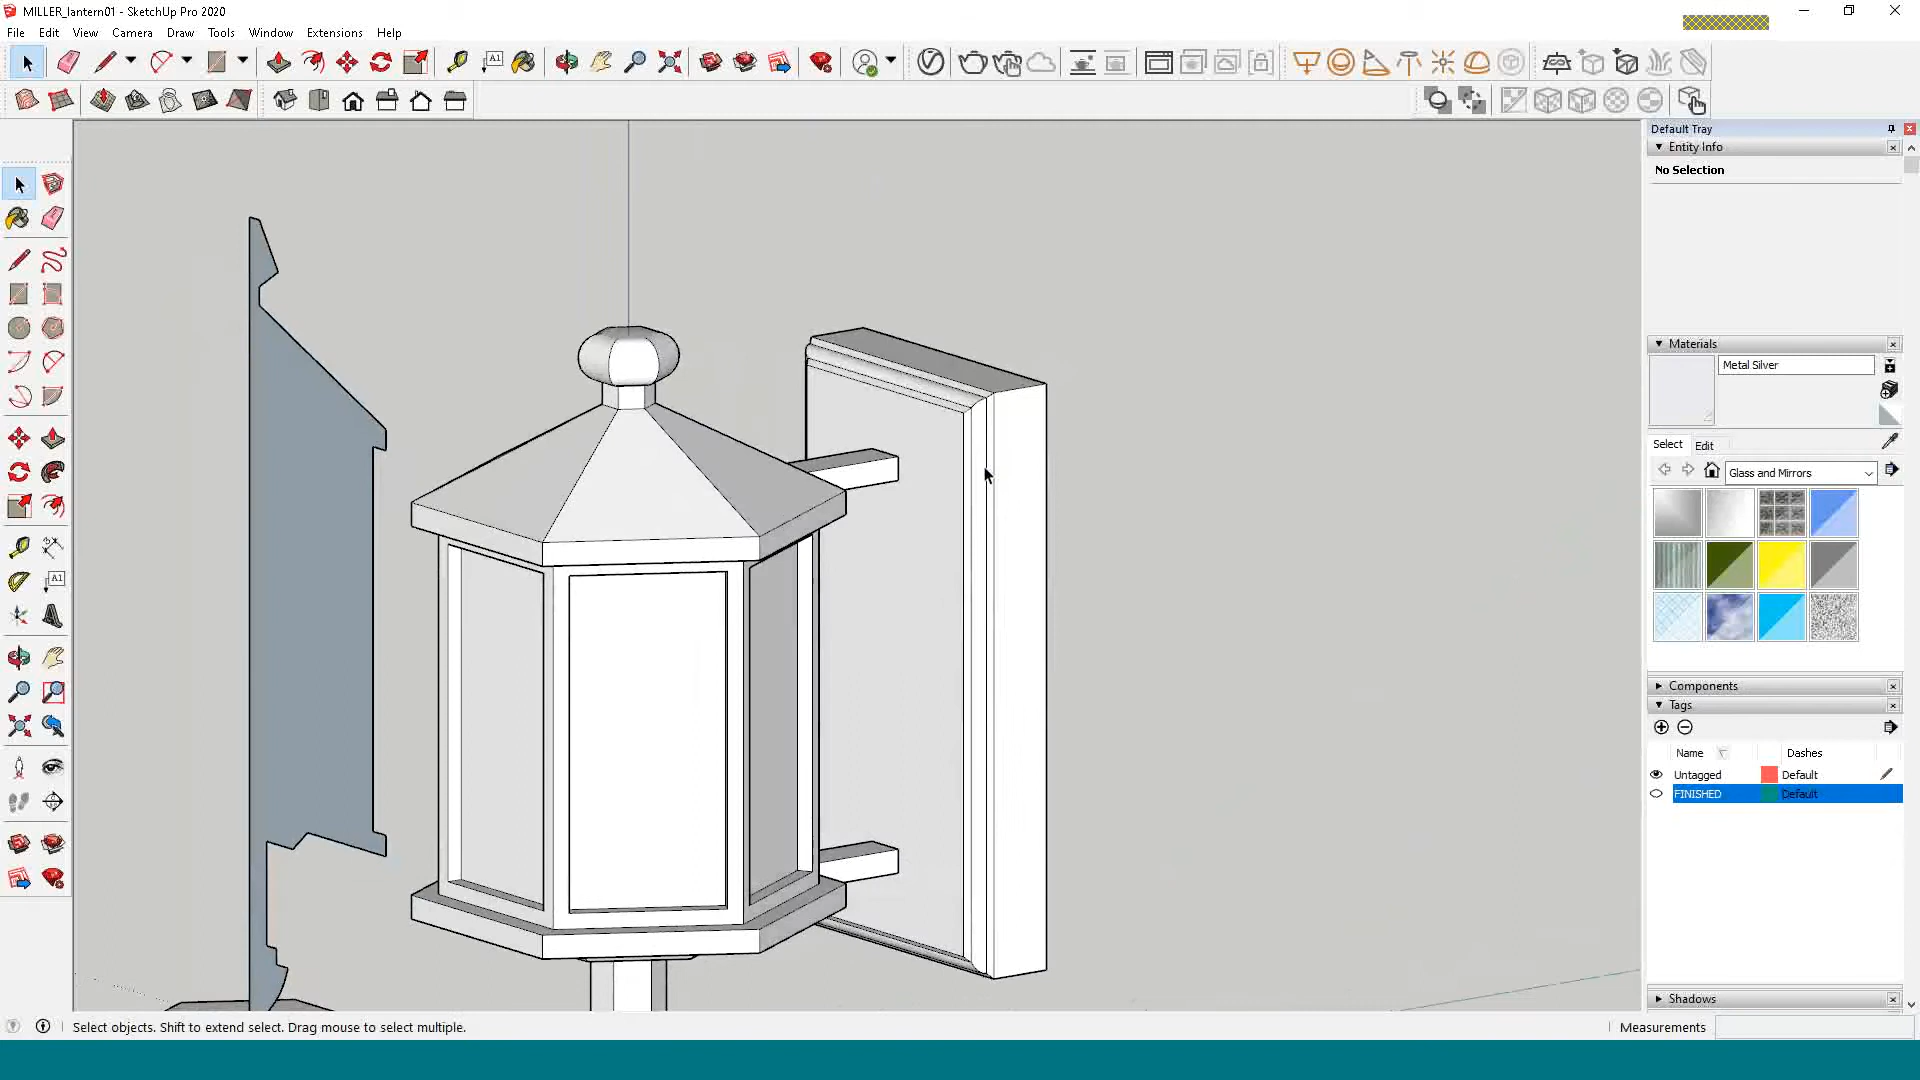 MILLER_lantern01 - SketchUp Pro 2020
File Edit View Camera Draw Tools Window Extensions Help
A1
Default Tray
Entity Info
No Selection
Materials
Metal Silver
Select Edit
Glass and Mirrors
A1
Components
Tags
Name Dashes
Untagged Default
FINISHED Default
Shadows
Select objects. Shift to extend select. Drag mouse to select multiple.
Measurements